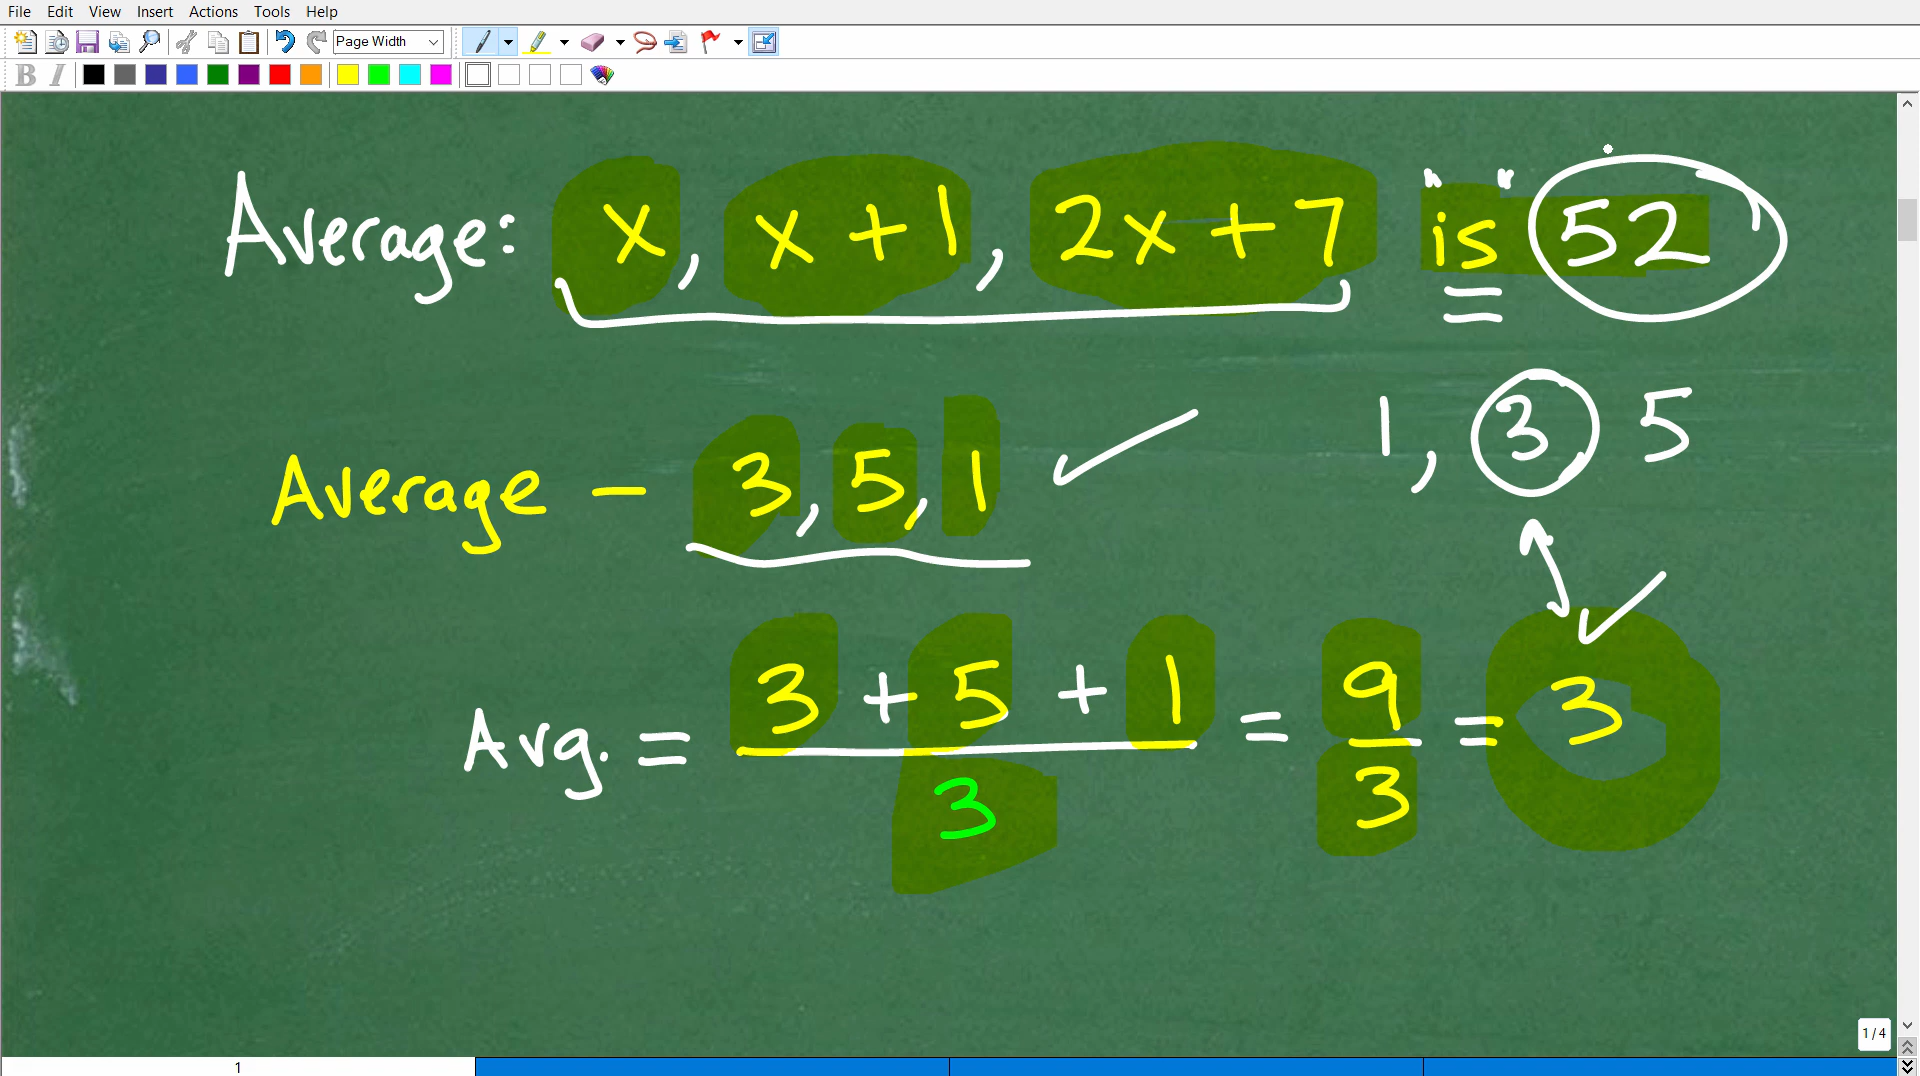 File Edit View Insert Actions Tools Help
Page Width
B I
Average: x, x + 1, 2x + 7 "is" 52
Average - 3, 5, 1 1, 3 5
Avg. = 3 + 5 + 1 = 9 = 3
3 3
1/4
1